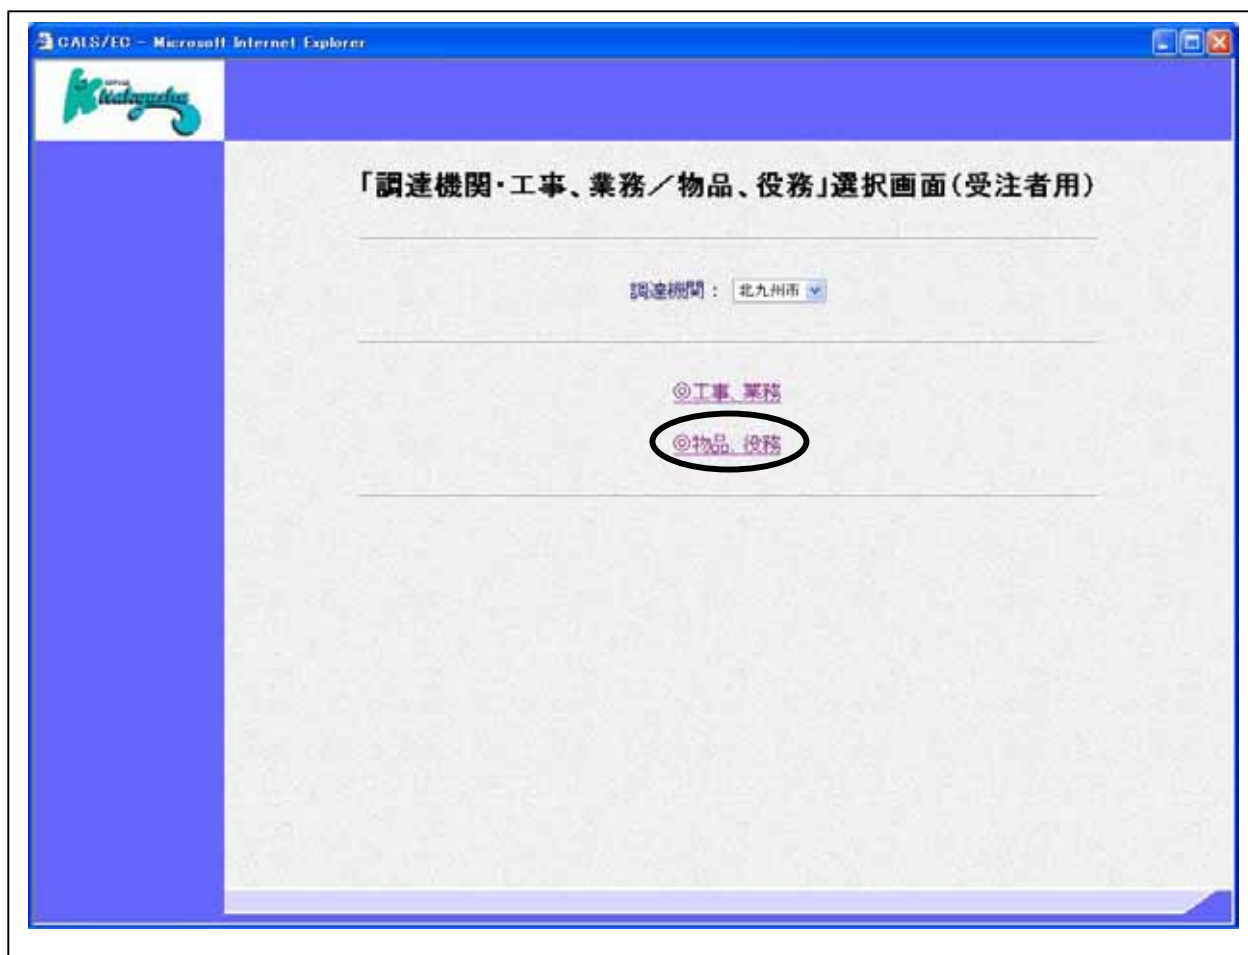 CALS/EC - Microsoft Internet Explorer
Kitakyushu
「調達機関・工事、業務／物品、役務」選択画面(受注者用)
調達機関： 北九州市
◎工事、業務
◎物品、役務